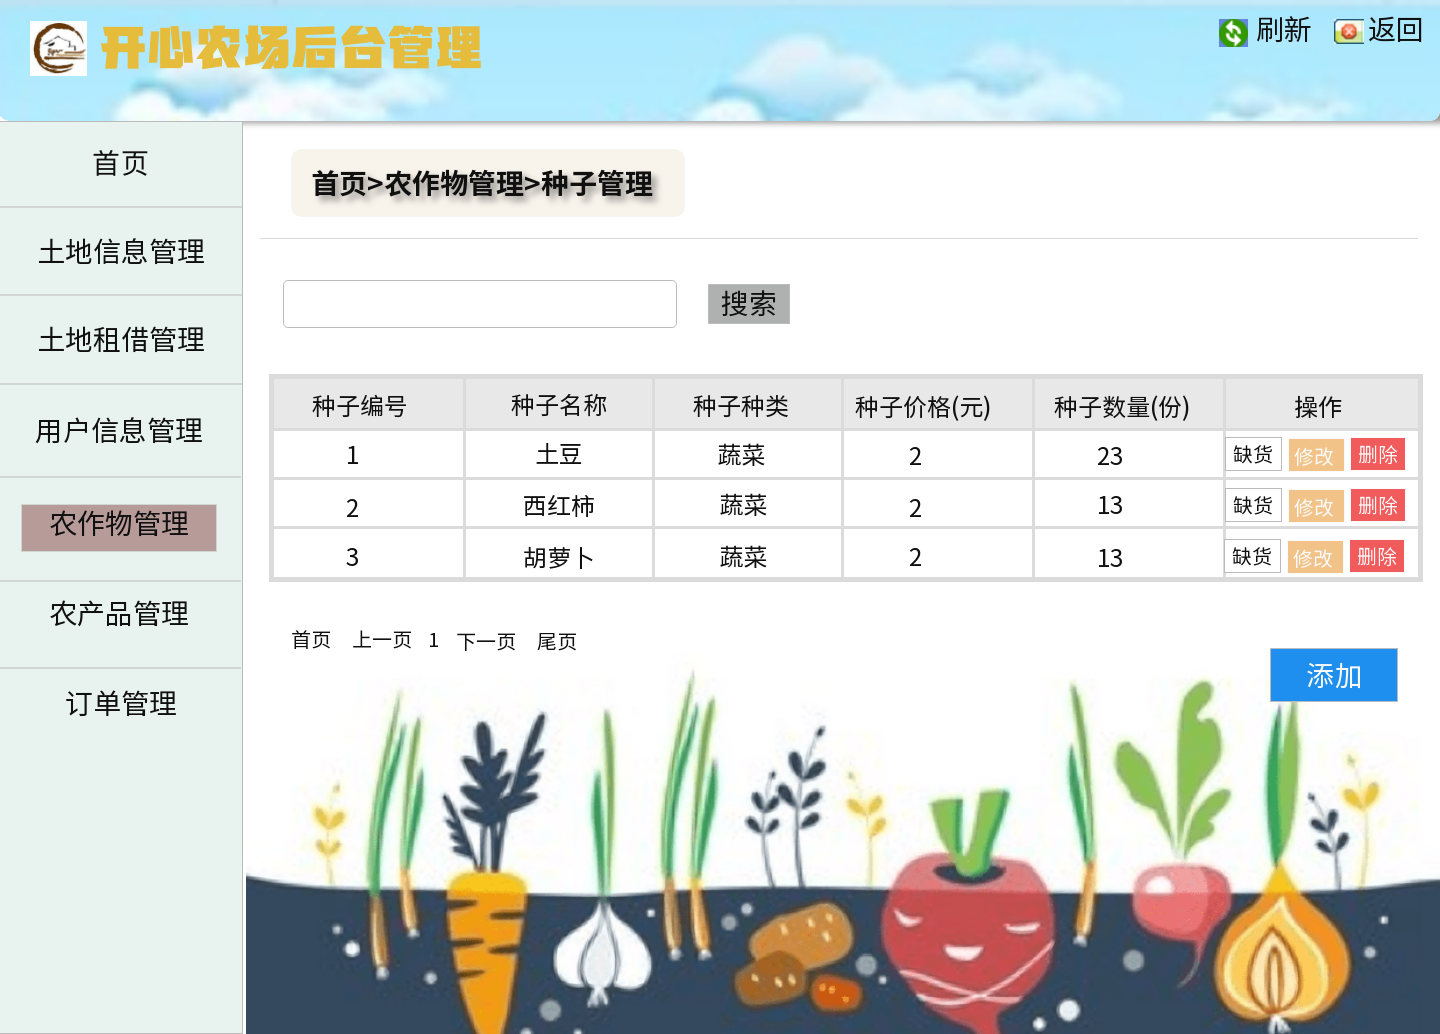 开心农场后台管理
刷新 返回
首页
土地信息管理
土地租借管理
用户信息管理
农作物管理
农产品管理
订单管理
首页>农作物管理>种子管理
搜索
种子编号 种子名称 种子种类 种子价格(元) 种子数量(份) 操作
1 土豆 蔬菜 2 23 缺货 修改 删除
2 西红柿 蔬菜 2 13 缺货 修改 删除
3 胡萝卜 蔬菜 2 13 缺货 修改 删除
首页 上一页 1 下一页 尾页
添加